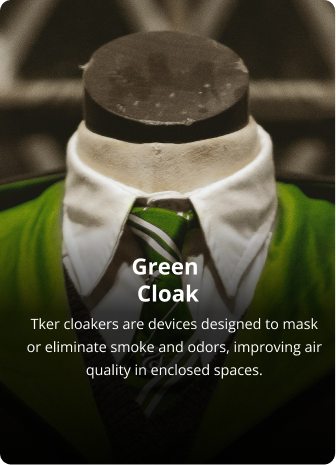 Green
Cloak
Tker cloakers are devices designed to mask
or eliminate smoke and odors, improving air
quality in enclosed spaces.